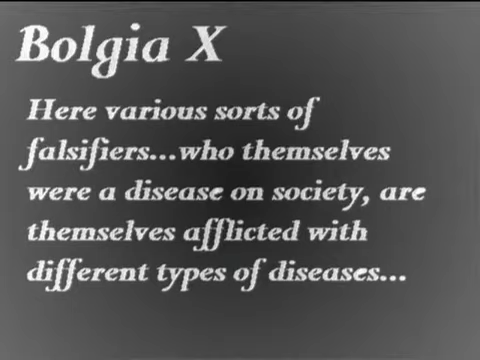 Bolgia X
Here various sorts of
falsifiers...who themselves
were a disease on society, are
themselves afflicted with
different types of diseases...